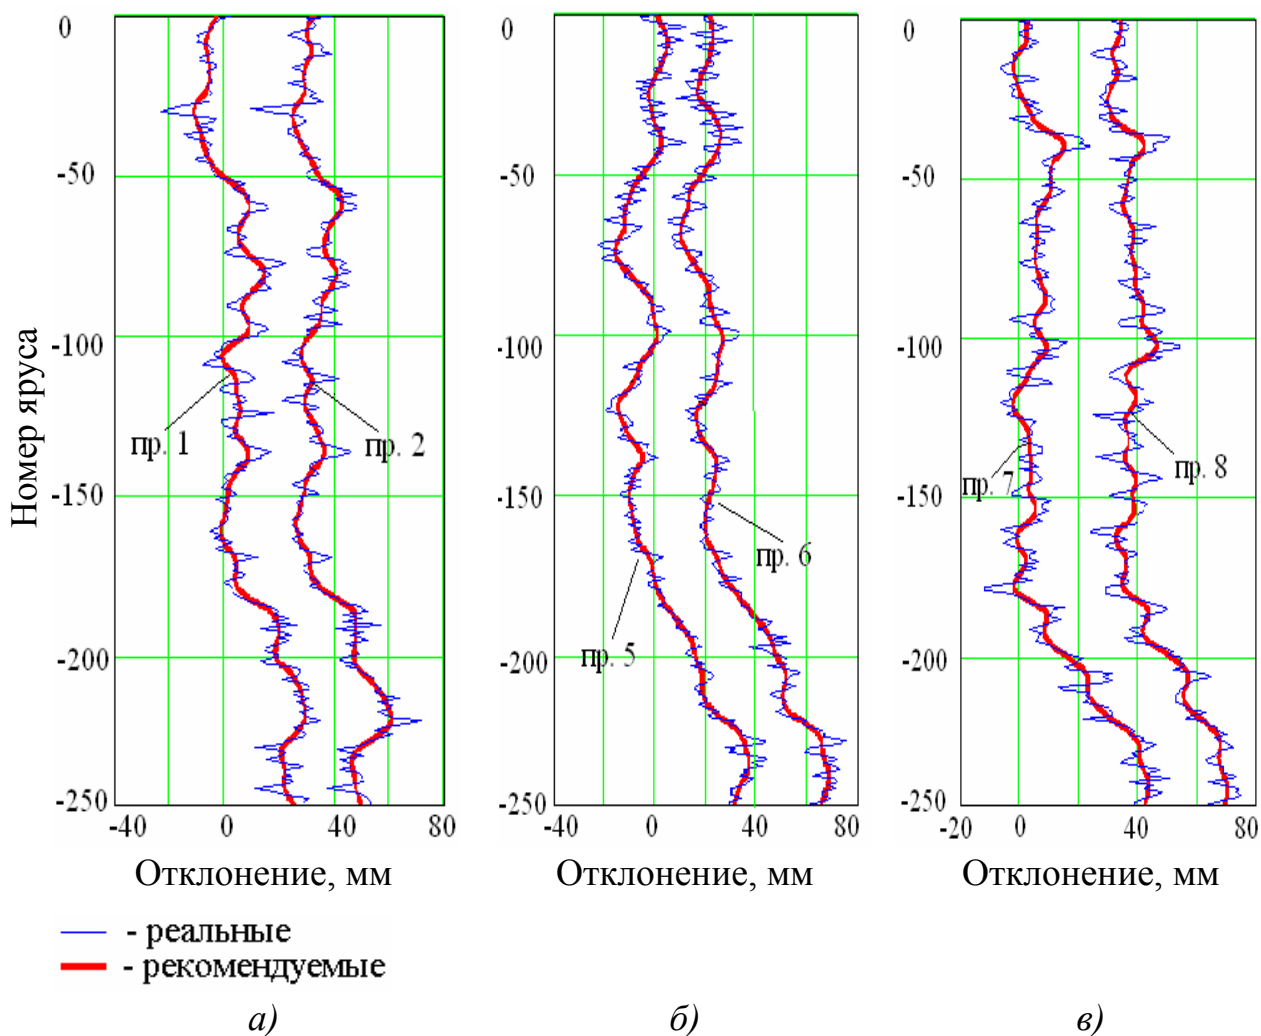 Номер яруса
0
-50
-100
-150
-200
-250
-40 0 40 80
пр. 1
пр. 2
Отклонение, мм
0
-50
-100
-150
-200
-250
-40 0 40 80
пр. 5
пр. 6
Отклонение, мм
0
-50
-100
-150
-200
-250
-20 0 40 80
пр. 7
пр. 8
Отклонение, мм
- реальные
- рекомендуемые
а) б) в)